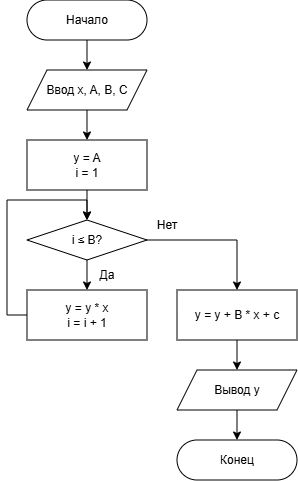 Начало
Ввод x, A, B, C
y = A
i = 1
i ≤ B?
Нет
Да
y = y * x
i = i + 1
y = y + B * x + c
Вывод y
Конец